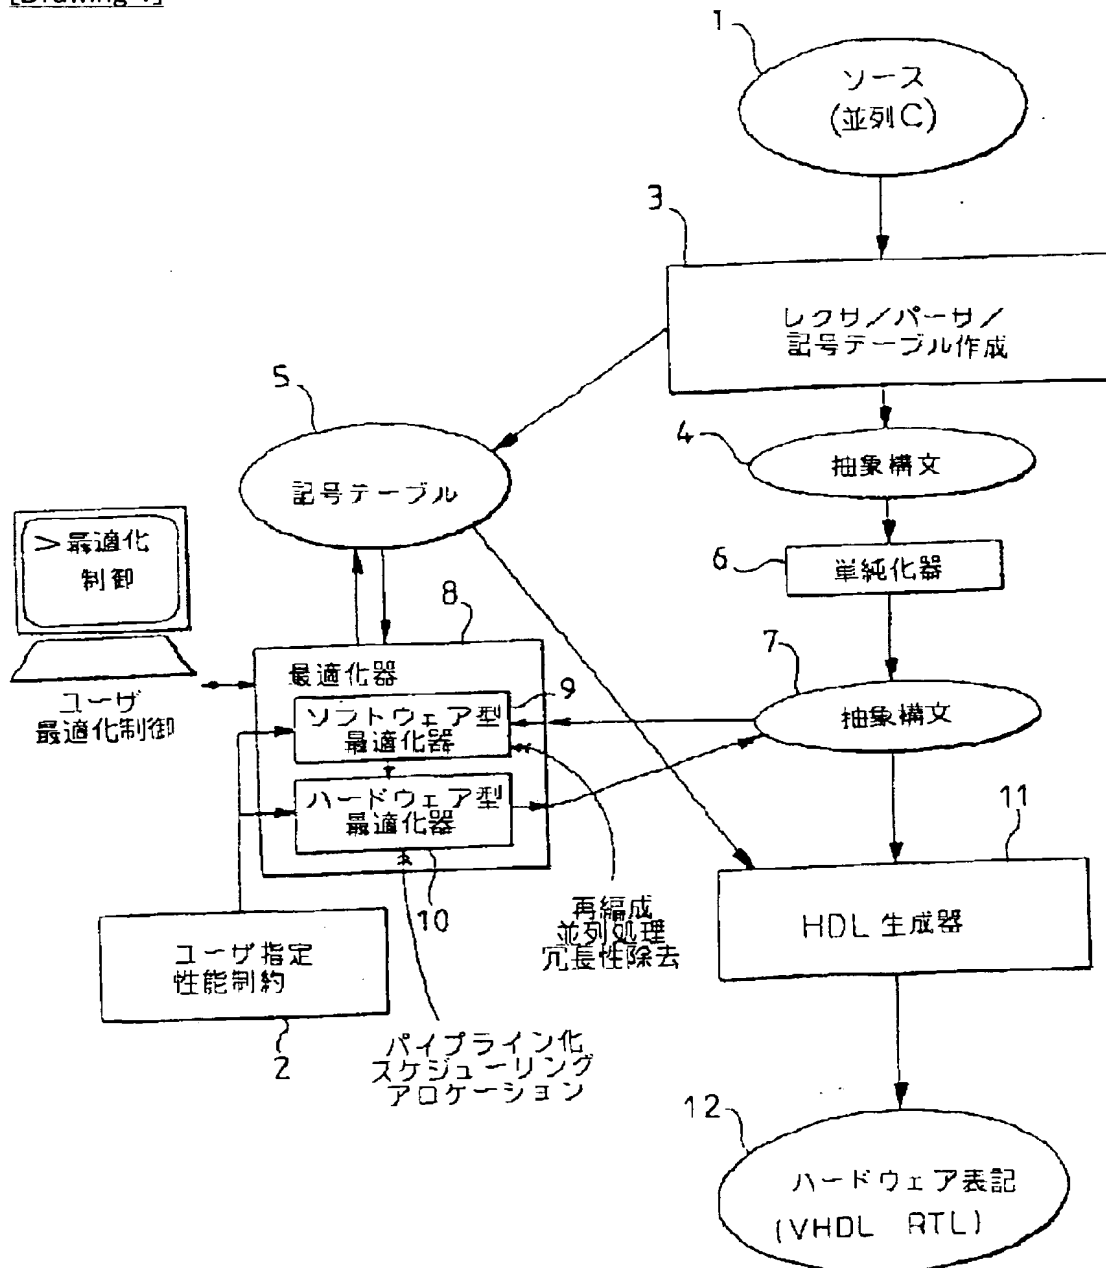 1
ソース
(並列C)
3
レクサ/パーサ/
記号テーブル作成
5
記号テーブル
4
抽象構文
6
単純化器
>最適化
制御
ユーザ
最適化制御
8
最適化器
9
ソフトウェア型
最適化器
ハードウェア型
最適化器
10
7
抽象構文
11
HDL生成器
再編成
並列処理
冗長性除去
ユーザ指定
性能制約
2
パイプライン化
スケジューリング
アロケーション
12
ハードウェア表記
(VHDL RTL)